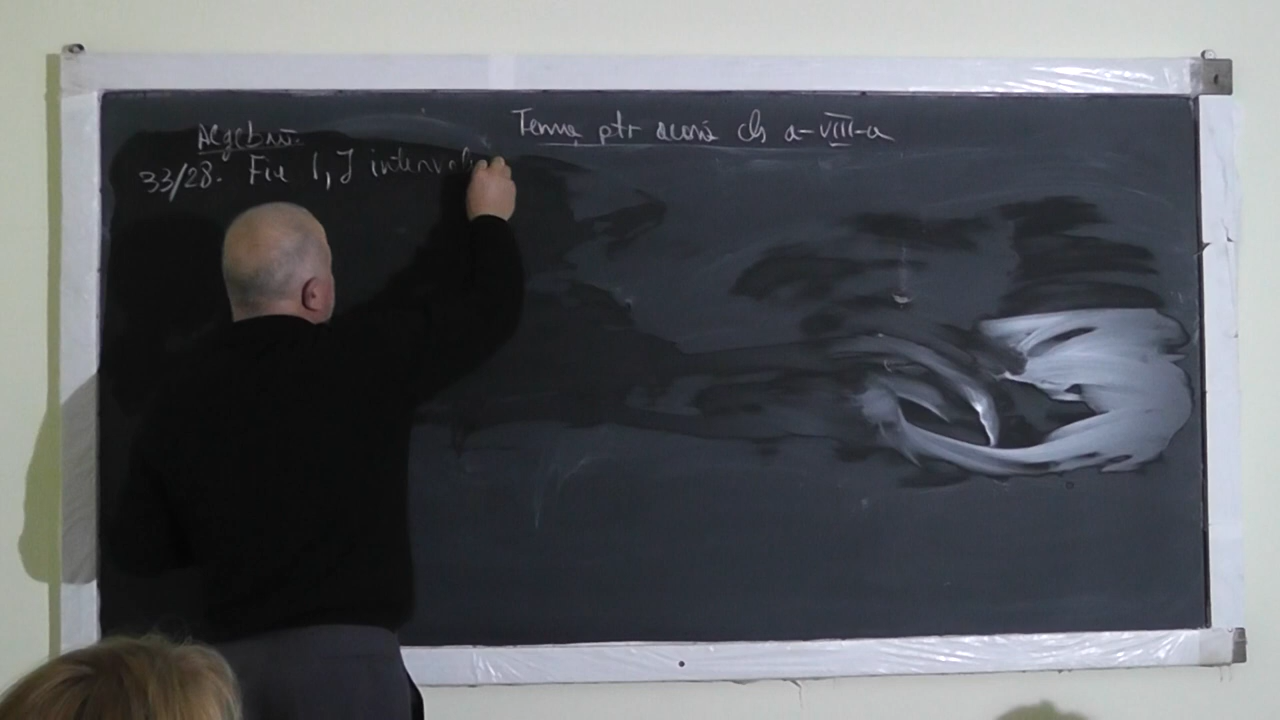 Algebră.
Temă ptr acasă cls a-VIII-a
33/28. Fie I, J interval